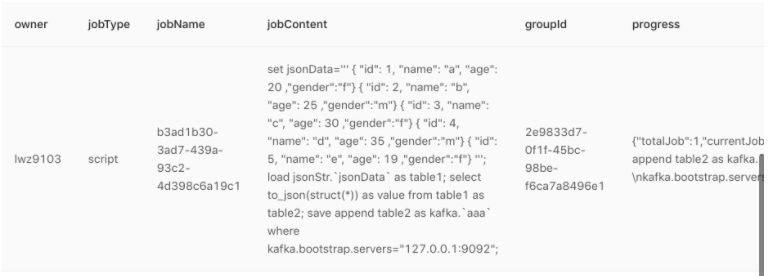 owner jobType jobName jobContent groupId progress
lwz9103
script
b3ad1b30-
3ad7-439a-
93c2-
4d398c6a19c1
set jsonData=''' { "id": 1, "name": "a", "age":
20 ,"gender":"f"} { "id": 2, "name": "b",
"age": 25 ,"gender":"m"} { "id": 3, "name":
"c", "age": 30 ,"gender":"f"} { "id": 4,
"name": "d", "age": 35 ,"gender":"m"} { "id":
5, "name": "e", "age": 19 ,"gender":"f"} ''';
load jsonStr.`jsonData` as table1; select
to_json(struct(*)) as value from table1 as
table2; save append table2 as kafka.`aaa`
where
kafka.bootstrap.servers="127.0.0.1:9092";
2e9833d7-
0f1f-45bc-
98be-
f6ca7a8496e1
{"totalJob":1,"currentJob
append table2 as kafka.
\nkafka.bootstrap.servers